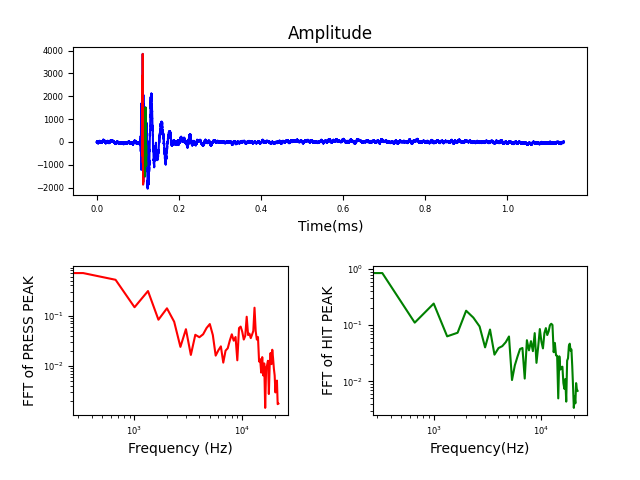 Amplitude
4000
3000
2000
1000
0
−1000
−2000
0.0 0.2 0.4 0.6 0.8 1.0
Time(ms)
FFT of PRESS PEAK
10⁻¹
10⁻²
10³ 10⁴
Frequency (Hz)
FFT of HIT PEAK
10⁰
10⁻¹
10⁻²
10³ 10⁴
Frequency(Hz)